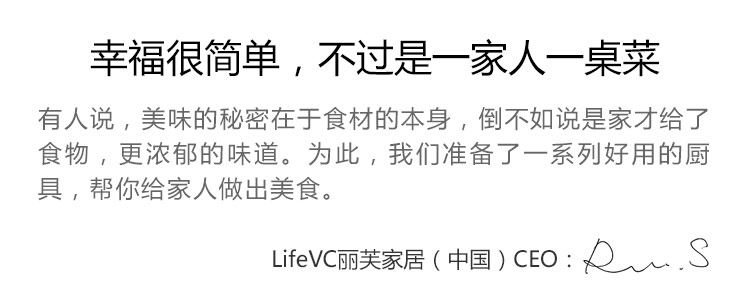 幸福很简单，不过是一家人一桌菜
有人说，美味的秘密在于食材的本身，倒不如说是家才给了
食物，更浓郁的味道。为此，我们准备了一系列好用的厨
具，帮你给家人做出美食。
LifeVC丽芙家居（中国）CEO：